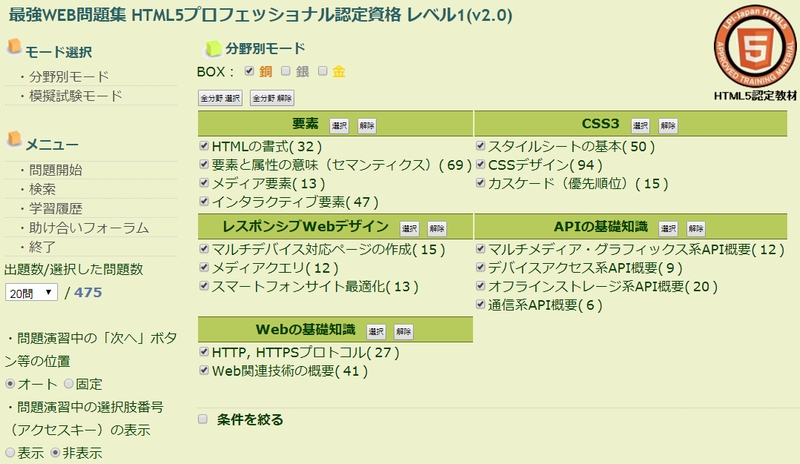 最強WEB問題集 HTML5プロフェッショナル認定資格 レベル1(v2.0)
モード選択
・分野別モード
・模擬試験モード
メニュー
・問題開始
・検索
・学習履歴
・助け合いフォーラム
・終了
出題数/選択した問題数
20問 / 475
・問題演習中の「次へ」ボタ
ン等の位置
オート 固定
・問題演習中の選択肢番号
（アクセスキー）の表示
表示 非表示
分野別モード
BOX： 銅 銀 金
全分野 選択 全分野 解除
要素 選択 解除
HTMLの書式( 32 )
要素と属性の意味（セマンティクス）( 69 )
メディア要素( 13 )
インタラクティブ要素( 47 )
CSS3 選択 解除
スタイルシートの基本( 50 )
CSSデザイン( 94 )
カスケード（優先順位）( 15 )
レスポンシブWebデザイン 選択 解除
マルチデバイス対応ページの作成( 15 )
メディアクエリ( 12 )
スマートフォンサイト最適化( 13 )
APIの基礎知識 選択 解除
マルチメディア・グラフィックス系API概要( 12 )
デバイスアクセス系API概要( 9 )
オフラインストレージ系API概要( 20 )
通信系API概要( 6 )
Webの基礎知識 選択 解除
HTTP, HTTPSプロトコル( 27 )
Web関連技術の概要( 41 )
条件を絞る
LPI-Japan HTML5
5
APPROVED TRAINING MATERIAL
HTML5認定教材